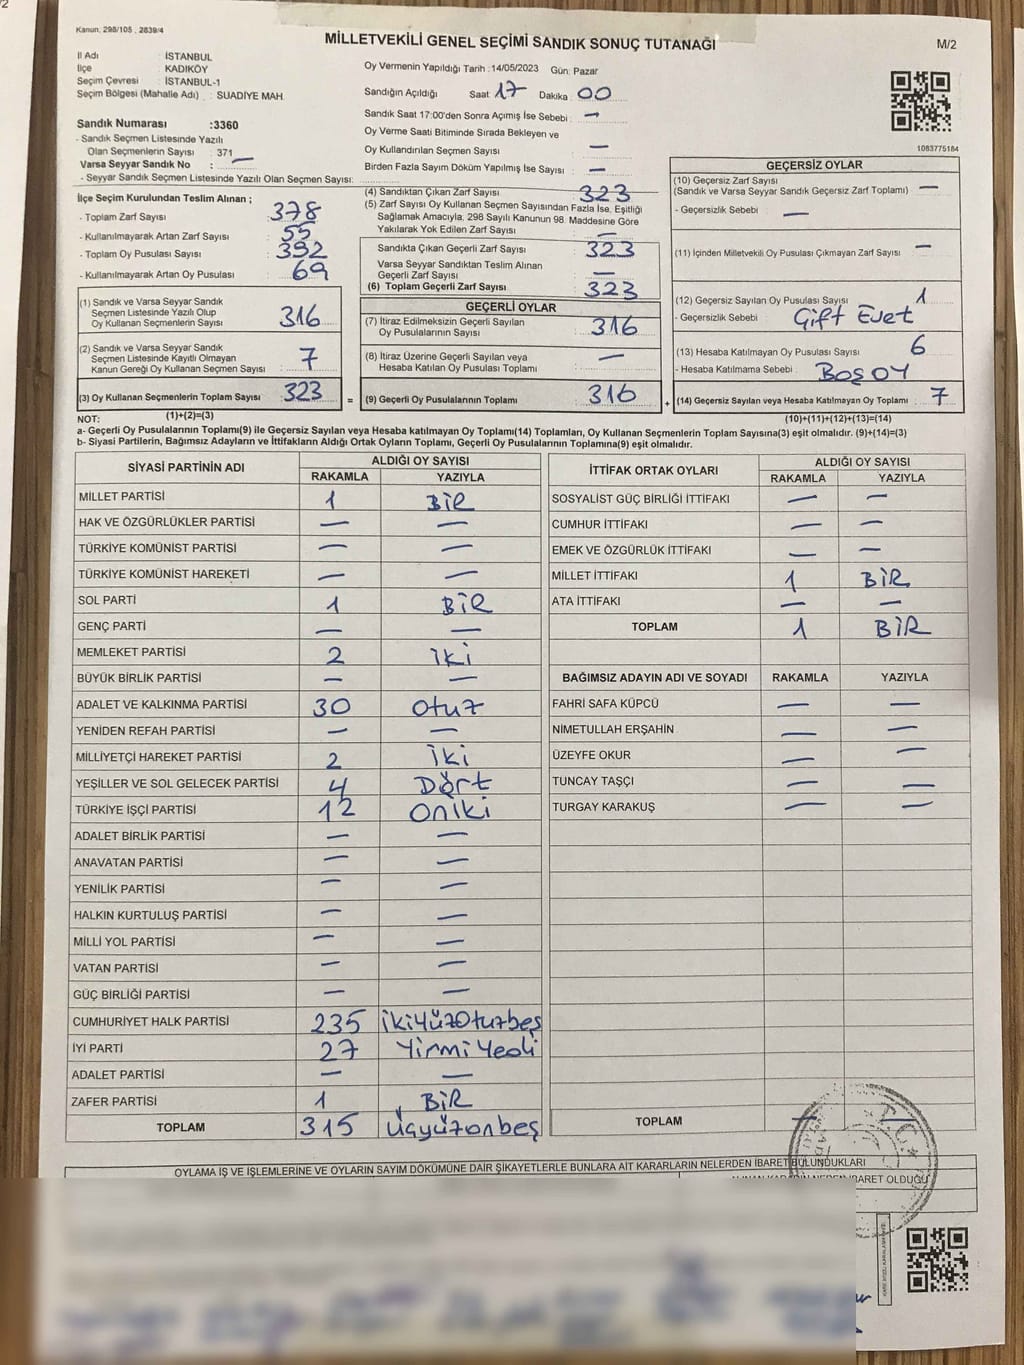 Kanun, 298/105 , 2839/4
MİLLETVEKİLİ GENEL SEÇİMİ SANDIK SONUÇ TUTANAĞI
M/2
İl Adı : İSTANBUL
İlçe : KADIKÖY
Seçim Çevresi : İSTANBUL-1
Seçim Bölgesi (Mahalle Adı) : SUADİYE MAH.
Sandık Numarası :3360
- Sandık Seçmen Listesinde Yazılı
Olan Seçmenlerin Sayısı : 371
Varsa Seyyar Sandık No : —
- Seyyar Sandık Seçmen Listesinde Yazılı Olan Seçmen Sayısı:
Oy Vermenin Yapıldığı Tarih :14/05/2023 Gün: Pazar
Sandığın Açıldığı Saat 17 Dakika 00
Sandık Saat 17:00'den Sonra Açımış İse Sebebi : —
Oy Verme Saati Bitiminde Sırada Bekleyen ve
Oy Kullandırılan Seçmen Sayısı —
Birden Fazla Sayım Döküm Yapılmış İse Sayısı : —
1083775184
İlçe Seçim Kurulundan Teslim Alınan ;
- Toplam Zarf Sayısı 378
- Kullanılmayarak Artan Zarf Sayısı 55
- Toplam Oy Pusulası Sayısı 392
- Kullanılmayarak Artan Oy Pusulası 69
(1) Sandık ve Varsa Seyyar Sandık
Seçmen Listesinde Yazılı Olup
Oy Kullanan Seçmenlerin Sayısı 316
(2) Sandık ve Varsa Seyyar Sandık
Seçmen Listesinde Kayıtlı Olmayan
Kanun Gereği Oy Kullanan Seçmen Sayısı 7
(3) Oy Kullanan Seçmenlerin Toplam Sayısı 323 =
(1)+(2)=(3)
(4) Sandıktan Çıkan Zarf Sayısı 323
(5) Zarf Sayısı Oy Kullanan Seçmen Sayısından Fazla İse, Eşitliği
Sağlamak Amacıyla, 298 Sayılı Kanunun 98. Maddesine Göre
Yakılarak Yok Edilen Zarf Sayısı —
Sandıkta Çıkan Geçerli Zarf Sayısı 323
Varsa Seyyar Sandıktan Teslim Alınan
Geçerli Zarf Sayısı —
(6) Toplam Geçerli Zarf Sayısı 323
GEÇERLİ OYLAR
(7) İtiraz Edilmeksizin Geçerli Sayılan
Oy Pusulalarının Sayısı 316
(8) İtiraz Üzerine Geçerli Sayılan veya
Hesaba Katılan Oy Pusulası Toplamı —
(9) Geçerli Oy Pusulalarının Toplamı 316 +
GEÇERSİZ OYLAR
(10) Geçersiz Zarf Sayısı
(Sandık ve Varsa Seyyar Sandık Geçersiz Zarf Toplamı) —
- Geçersizlik Sebebi : —
(11) İçinden Milletvekili Oy Pusulası Çıkmayan Zarf Sayısı : —
(12) Geçersiz Sayılan Oy Pusulası Sayısı 1
- Geçersizlik Sebebi : Çift Evet
(13) Hesaba Katılmayan Oy Pusulası Sayısı 6
- Hesaba Katılmama Sebebi : Boş OY
(14) Geçersiz Sayılan veya Hesaba Katılmayan Oy Toplamı 7
(10)+(11)+(12)+(13)=(14)
NOT:
a- Geçerli Oy Pusulasının Toplamı(9) ile Geçersiz Sayılan veya Hesaba katılmayan Oy Toplamı(14) Toplamları, Oy Kullanan Seçmenlerin Toplam Sayısına(3) eşit olmalıdır. (9)+(14)=(3)
b- Siyasi Partilerin, Bağımsız Adayların ve İttifakların Aldığı Ortak Oyların Toplamı, Geçerli Oy Pusulalarının Toplamına(9) eşit olmalıdır.
SİYASİ PARTİNİN ADI ALDIĞI OY SAYISI
RAKAMLA YAZIYLA
MİLLET PARTİSİ 1 BİR
HAK VE ÖZGÜRLÜKLER PARTİSİ — —
TÜRKİYE KOMÜNİST PARTİSİ — —
TÜRKİYE KOMÜNİST HAREKETİ — —
SOL PARTİ 1 BİR
GENÇ PARTİ — —
MEMLEKET PARTİSİ 2 İki
BÜYÜK BİRLİK PARTİSİ — —
ADALET VE KALKINMA PARTİSİ 30 Otuz
YENİDEN REFAH PARTİSİ — —
MİLLİYETÇİ HAREKET PARTİSİ 2 İki
YEŞİLLER VE SOL GELECEK PARTİSİ 4 Dört
TÜRKİYE İŞÇİ PARTİSİ 12 Oniki
ADALET BİRLİK PARTİSİ — —
ANAVATAN PARTİSİ — —
YENİLİK PARTİSİ — —
HALKIN KURTULUŞ PARTİSİ — —
MİLLİ YOL PARTİSİ — —
VATAN PARTİSİ — —
GÜÇ BİRLİĞİ PARTİSİ — —
CUMHURİYET HALK PARTİSİ 235 ikiYüzOtuzbeş
İYİ PARTİ 27 YirmiYedi
ADALET PARTİSİ — —
ZAFER PARTİSİ 1 BİR
TOPLAM 315 Üçyüzonbeş
İTTİFAK ORTAK OYLARI ALDIĞI OY SAYISI
RAKAMLA YAZIYLA
SOSYALİST GÜÇ BİRLİĞİ İTTİFAKI — —
CUMHUR İTTİFAKI — —
EMEK VE ÖZGÜRLÜK İTTİFAKI — —
MİLLET İTTİFAKI 1 BİR
ATA İTTİFAKI — —
TOPLAM 1 BİR
BAĞIMSIZ ADAYIN ADI VE SOYADI RAKAMLA YAZIYLA
FAHRİ SAFA KÜPCÜ — —
NİMETULLAH ERŞAHİN — —
ÜZEYFE OKUR — —
TUNCAY TAŞÇI — —
TURGAY KARAKUŞ — —
TOPLAM —
T.C.
OYLAMA İŞ VE İŞLEMLERİNE VE OYLARIN SAYIM DÖKÜMÜNE DAİR ŞİKAYETLERLE BUNLARA AİT KARARLARIN NELERDEN İBARET BULUNDUKLARI
İBARET OLDUĞU